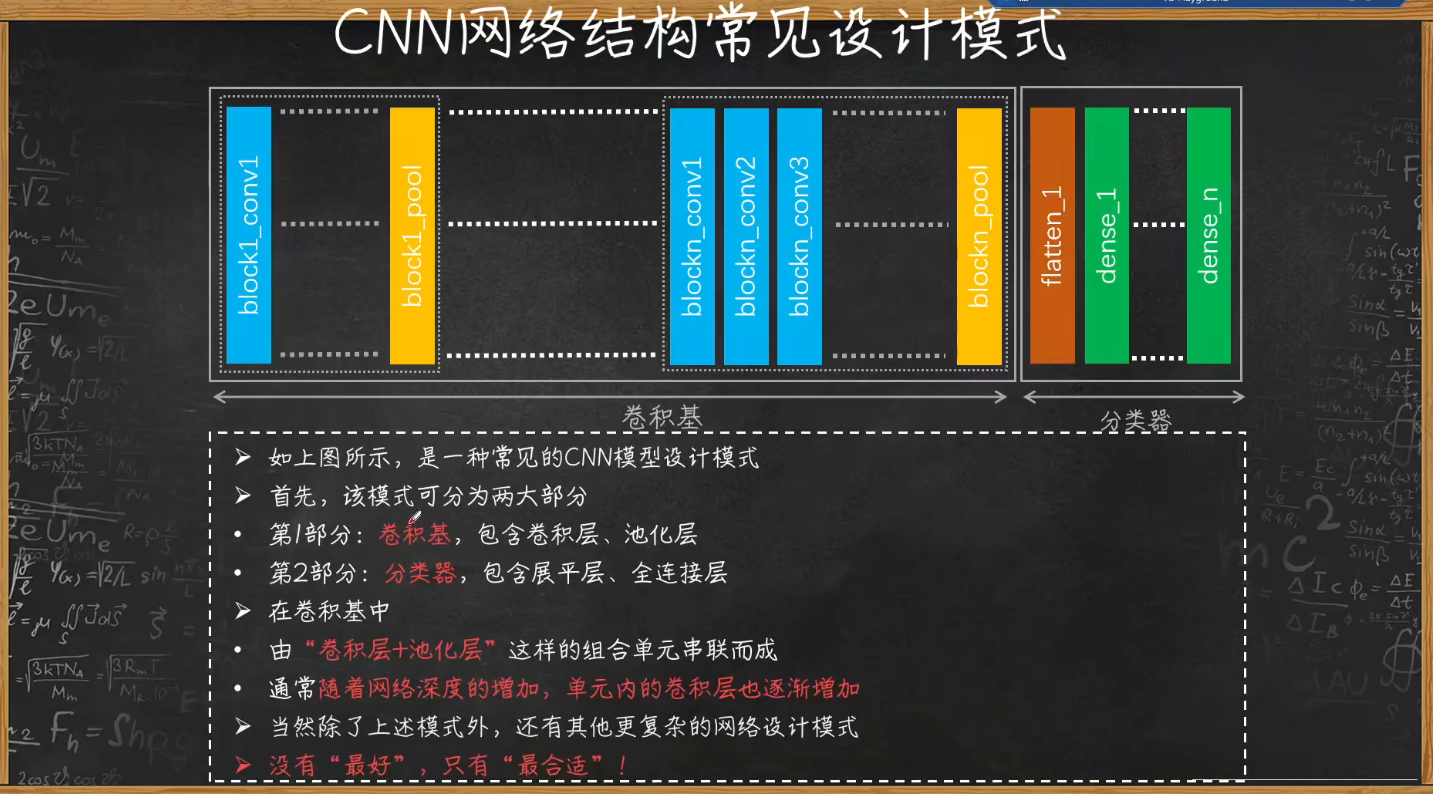 CNN网络结构常见设计模式
block1_conv1
block1_pool
blockn_conv1
blockn_conv2
blockn_conv3
blockn_pool
flatten_1
dense_1
dense_n
卷积基
分类器
➢ 如上图所示，是一种常见的CNN模型设计模式
➢ 首先，该模式可分为两大部分
• 第1部分：卷积基，包含卷积层、池化层
• 第2部分：分类器，包含展平层、全连接层
➢ 在卷积基中
• 由“卷积层+池化层”这样的组合单元串联而成
• 通常随着网络深度的增加，单元内的卷积层也逐渐增加
➢ 当然除了上述模式外，还有其他更复杂的网络设计模式
➢ 没有“最好”，只有“最合适”！